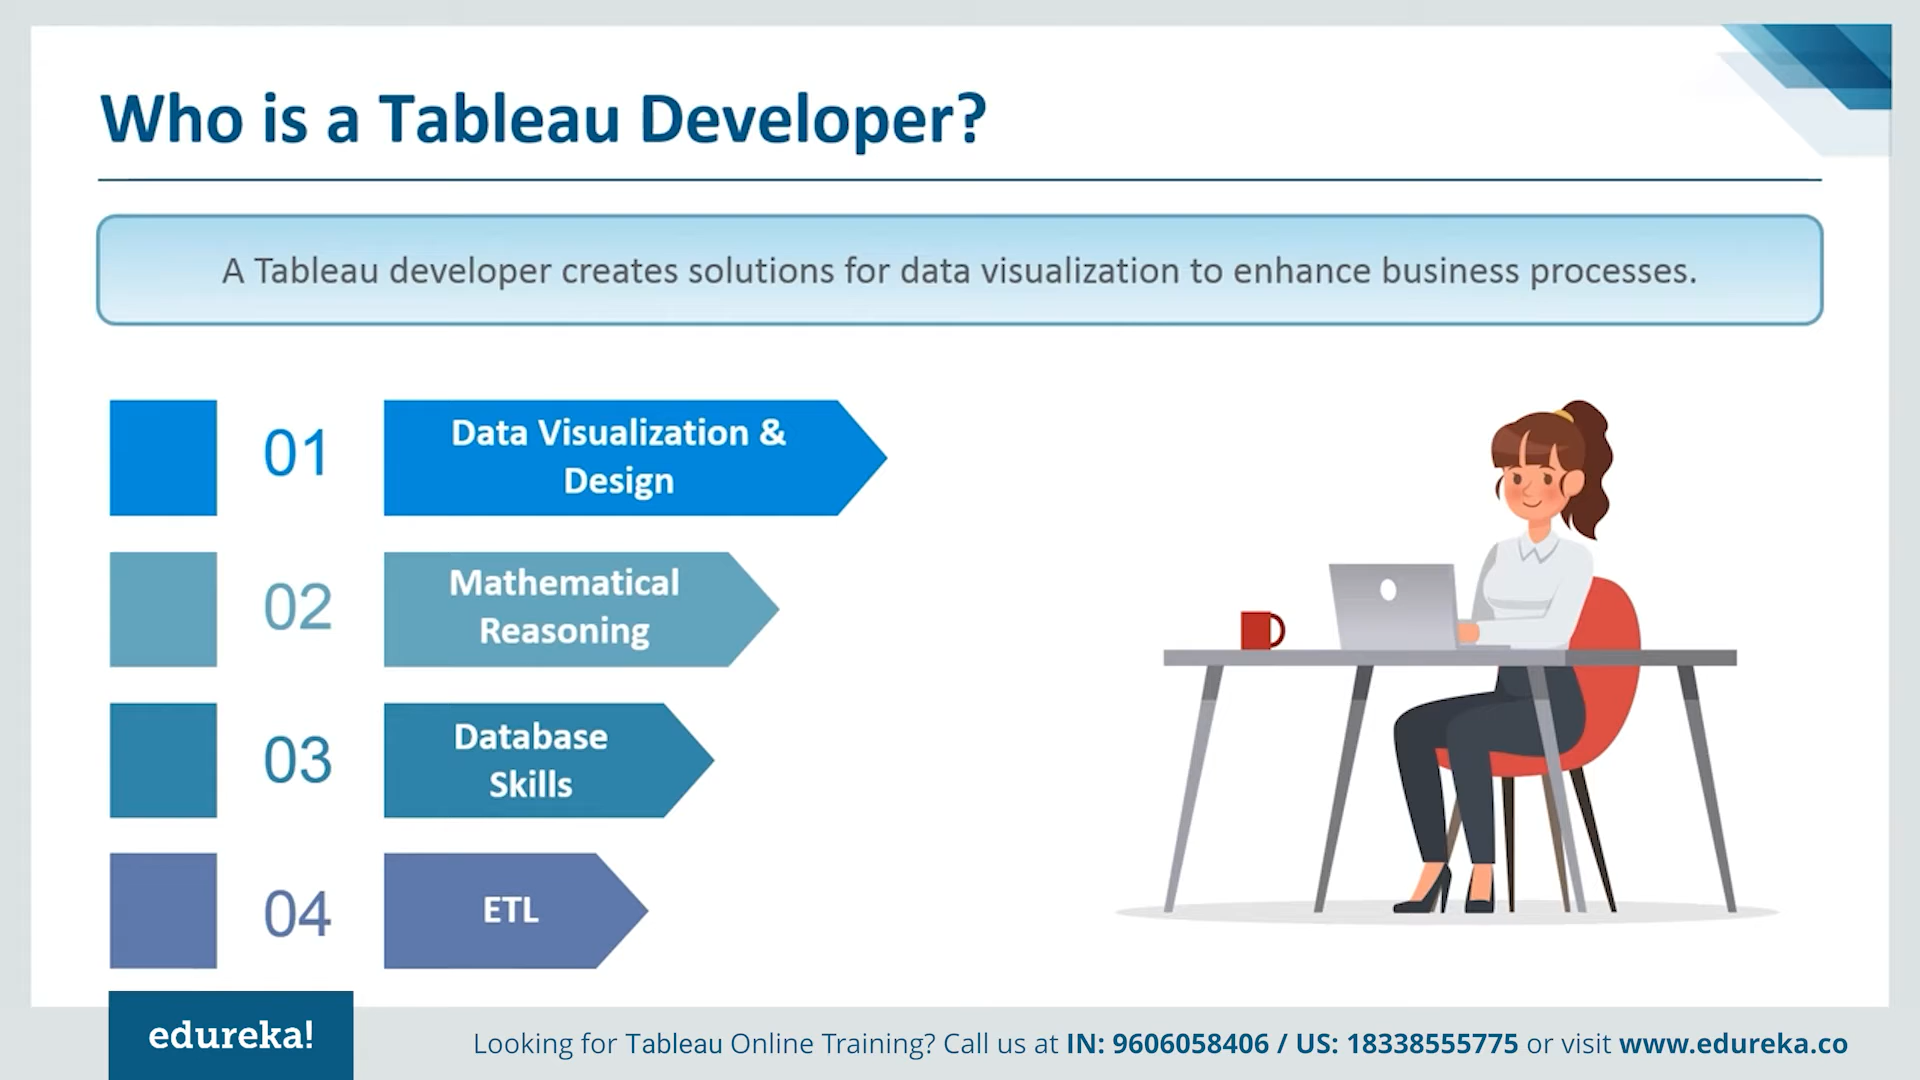 Who is a Tableau Developer?
A Tableau developer creates solutions for data visualization to enhance business processes.
01
Data Visualization &
Design
02
Mathematical
Reasoning
03
Database
Skills
04
ETL
edureka!
Looking for Tableau Online Training? Call us at IN: 9606058406 / US: 18338555775 or visit www.edureka.co